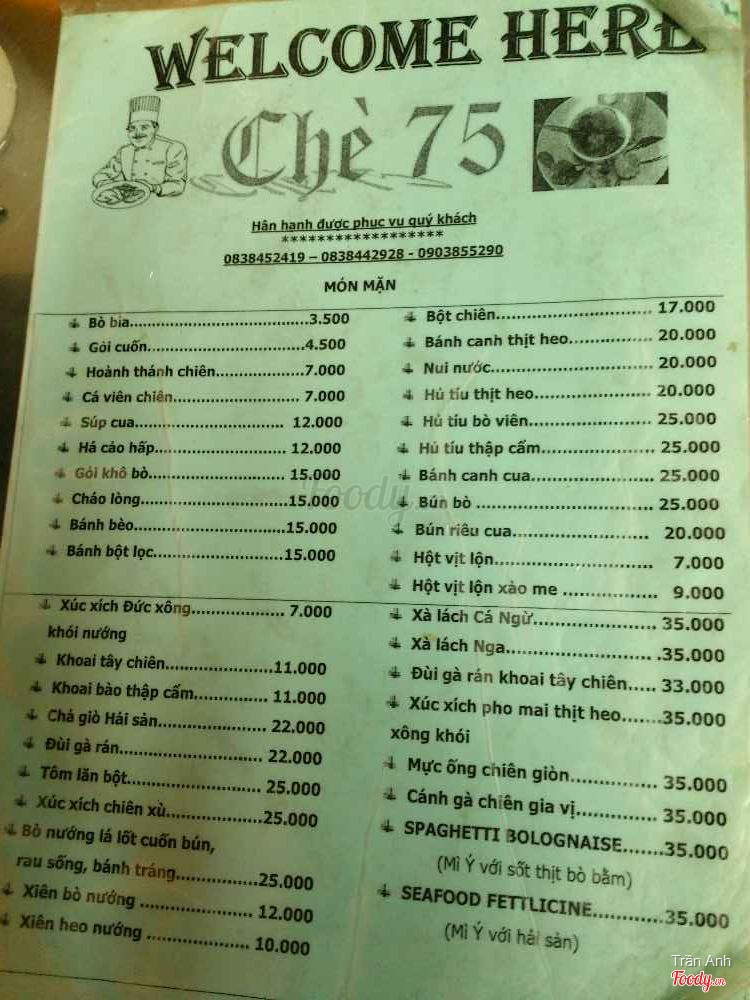 WELCOME HERE
Chè 75
Hân hạnh được phục vụ quý khách
******************
0838452419 – 0838442928 - 0903855290
MÓN MẶN
Bò bía........................................3.500
Gỏi cuốn...................................4.500
Hoành thánh chiên...................7.000
Cá viên chiên............................7.000
Súp cua.................................. 12.000
Há cảo hấp..............................12.000
Gỏi khô bò.............................. 15.000
Cháo lòng................................15.000
Bánh bèo.................................15.000
Bánh bột lọc............................15.000
Bột chiên.................................. 17.000
Bánh canh thịt heo................... 20.000
Nui nước................................... 20.000
Hủ tíu thịt heo.......................... 20.000
Hủ tíu bò viên........................... 25.000
Hủ tíu thập cẩm......................... 25.000
Bánh canh cua........................... 25.000
Bún bò ...................................... 25.000
Bún riêu cua.............................. 20.000
Hột vịt lộn................................. 7.000
Hột vịt lộn xào me .................... 9.000
Xúc xích Đức xông.................... 7.000
khói nướng
Khoai tây chiên........................11.000
Khoai bào thập cẩm................ 11.000
Chả giò Hải sản....................... 22.000
Đùi gà rán................................ 22.000
Tôm lăn bột.............................. 25.000
Xúc xích chiên xù.....................25.000
Bò nướng lá lốt cuốn bún,
rau sống, bánh tráng..................25.000
Xiên bò nướng ......................... 12.000
Xiên heo nướng ....................... 10.000
Xà lách Cá Ngừ........................... 35.000
Xà lách Nga................................ .35.000
Đùi gà rán khoai tây chiên..... 33.000
Xúc xích pho mai thịt heo.......35.000
xông khói
Mực ống chiên giòn.................. 35.000
Cánh gà chiên gia vị.................. 35.000
SPAGHETTI BOLOGNAISE.......35.000
(Mì Ý với sốt thịt bò bằm)
SEAFOOD FETTLICINE............35.000
(Mì Ý với hải sản)
foody
Trần Anh
Foody.vn